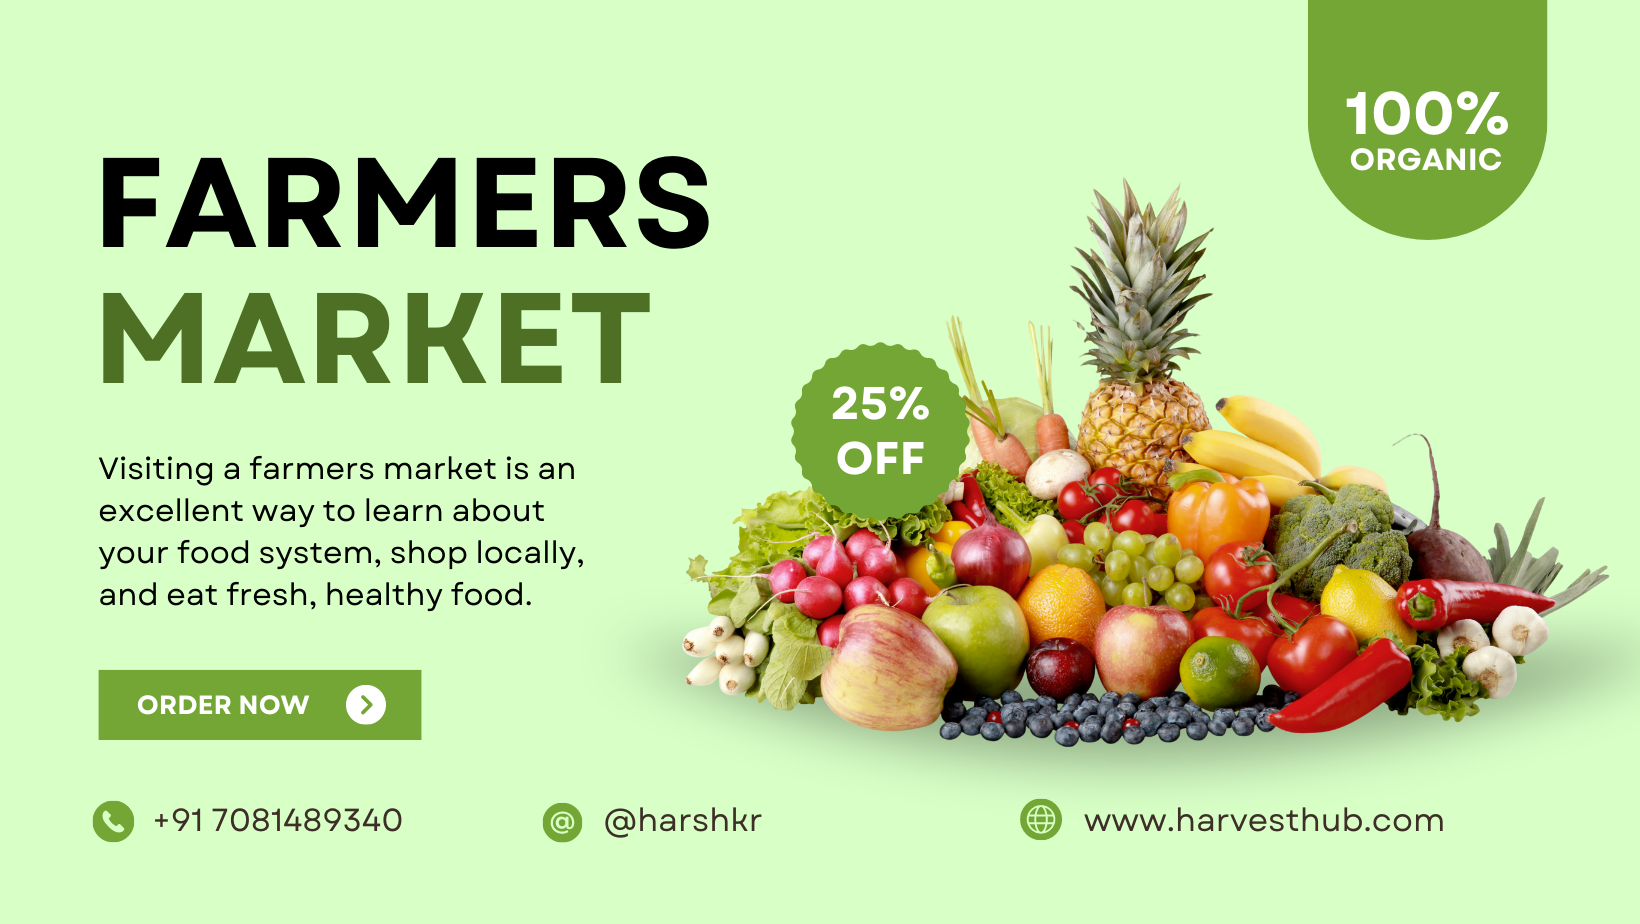 100%
ORGANIC
FARMERS
MARKET
25%
OFF
Visiting a farmers market is an
excellent way to learn about
your food system, shop locally,
and eat fresh, healthy food.
ORDER NOW
+91 7081489340
@harshkr
www.harvesthub.com